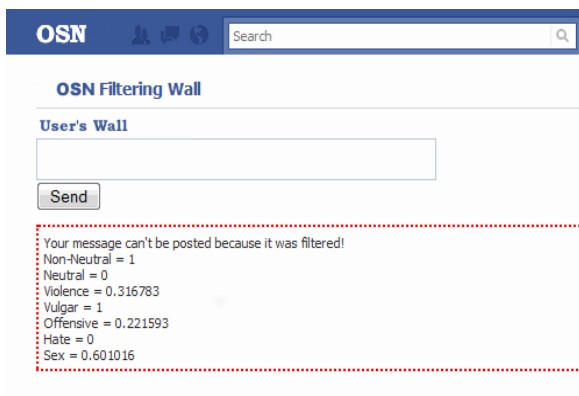 OSN
Search
OSN Filtering Wall
User's Wall
Send
Your message can't be posted because it was filtered!
Non-Neutral = 1
Neutral = 0
Violence = 0.316783
Vulgar = 1
Offensive = 0.221593
Hate = 0
Sex = 0.601016